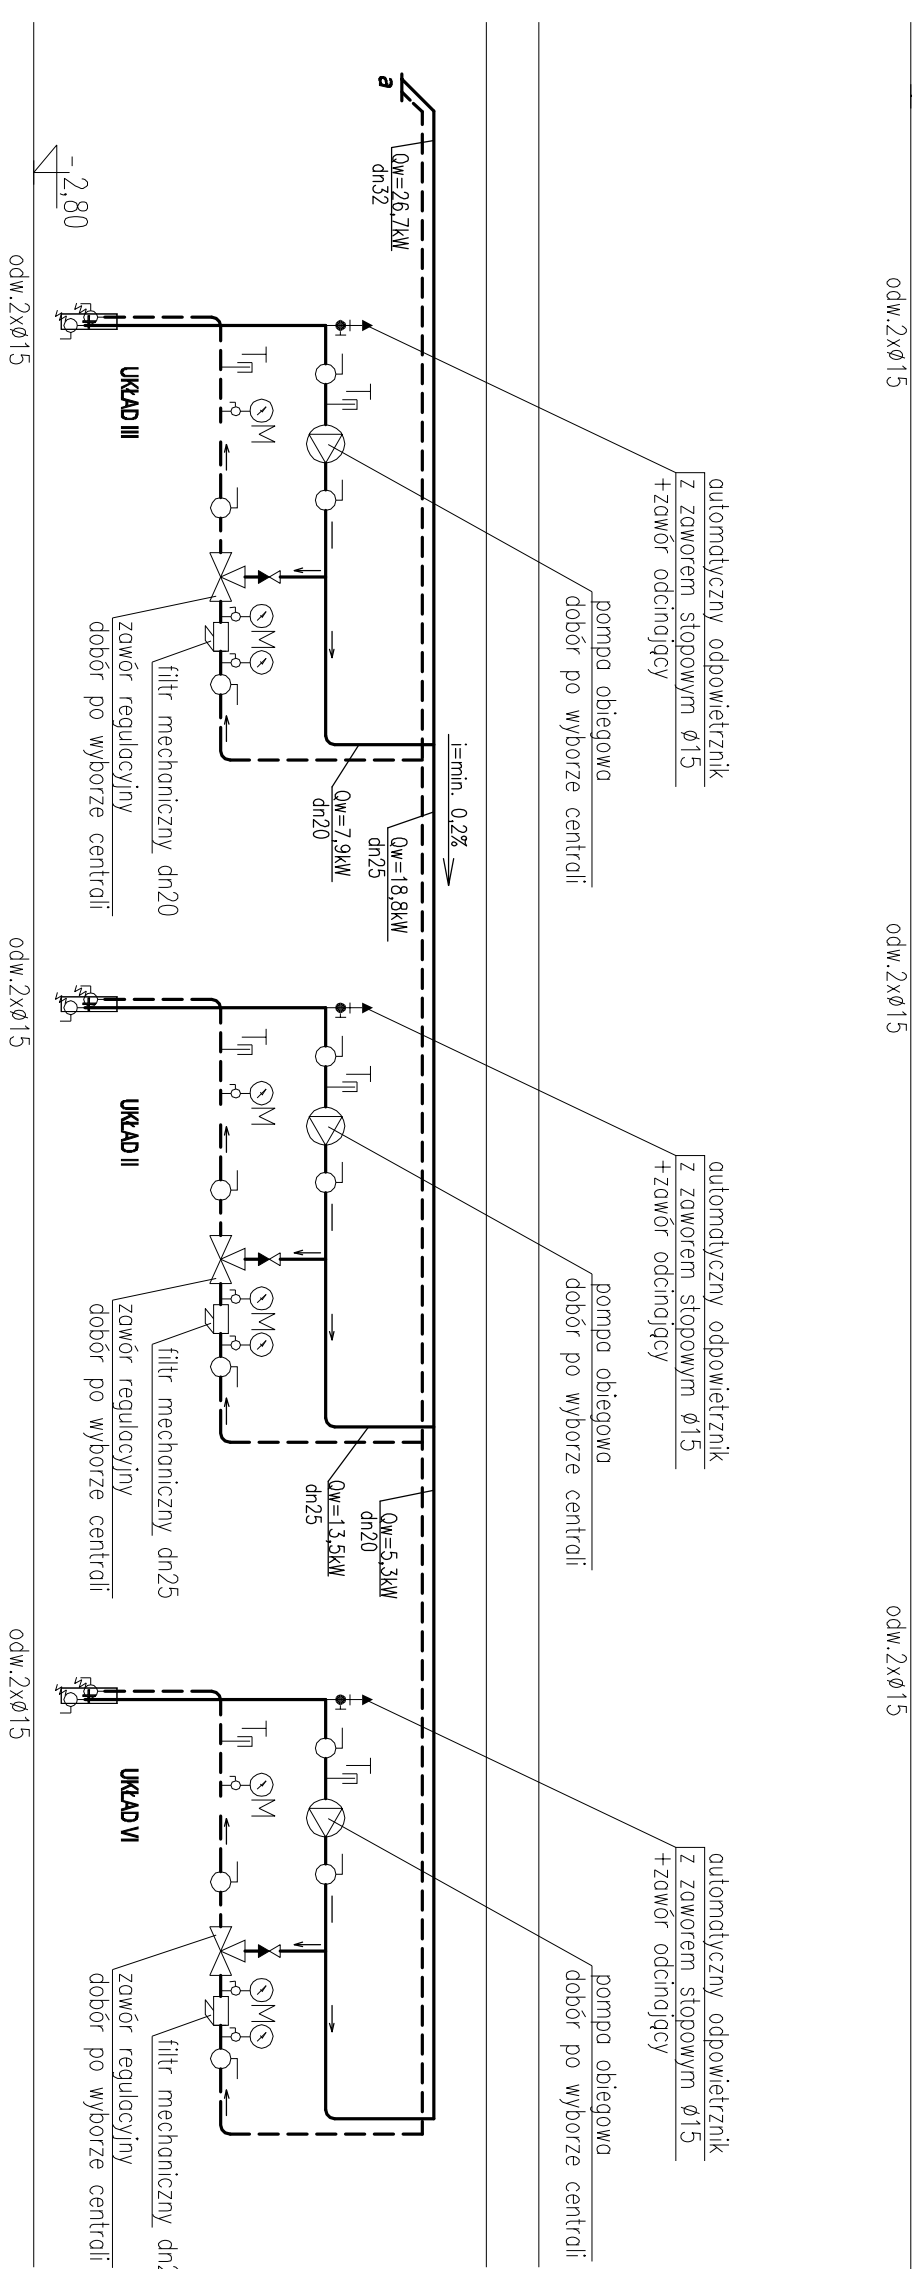 odw.2xø15
odw.2xø15
odw.2xø15
automatyczny odpowietrznik
z zaworem stopowym ø15
+zawór odcinający
automatyczny odpowietrznik
z zaworem stopowym ø15
+zawór odcinający
automatyczny odpowietrznik
z zaworem stopowym ø15
+zawór odcinający
pompa obiegowa
dobór po wyborze centrali
pompa obiegowa
dobór po wyborze centrali
pompa obiegowa
dobór po wyborze centrali
i=min. 0,2%
a
Qw=26,7kW
dn32
Qw=18,8kW
dn25
Qw=5,3kW
dn20
Qw=7,9kW
dn20
Qw=13,5kW
dn25
T
T
T
M
M
T
M
M
T
M
M
T
filtr mechaniczny dn20
filtr mechaniczny dn25
filtr mechaniczny
zawór regulacyjny
dobór po wyborze centrali
zawór regulacyjny
dobór po wyborze centrali
zawór regulacyjny
dobór po wyborze centrali
UKŁAD III
UKŁAD II
UKŁAD VI
-2,80
odw.2xø15
odw.2xø15
odw.2xø15